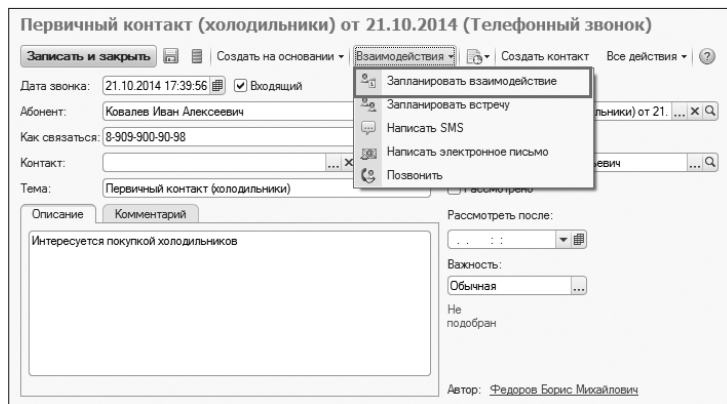 Первичный контакт (холодильники) от 21.10.2014 (Телефонный звонок)
Записать и закрыть Создать на основании Взаимодействия Создать контакт Все действия
Дата звонка: 21.10.2014 17:39:56 Входящий
Запланировать взаимодействие
Абонент: Ковалев Иван Алексеевич
Запланировать встречу
льники) от 21. ...
Как связаться: 8-909-900-90-98
Написать SMS
Написать электронное письмо
Контакт: ...
евич ...
Позвонить
Тема: Первичный контакт (холодильники)
Рассмотрено
Описание Комментарий
Рассмотреть после:
Интересуется покупкой холодильников
. . : :
Важность:
Обычная ...
Не
подобран
Автор: Федоров Борис Михайлович